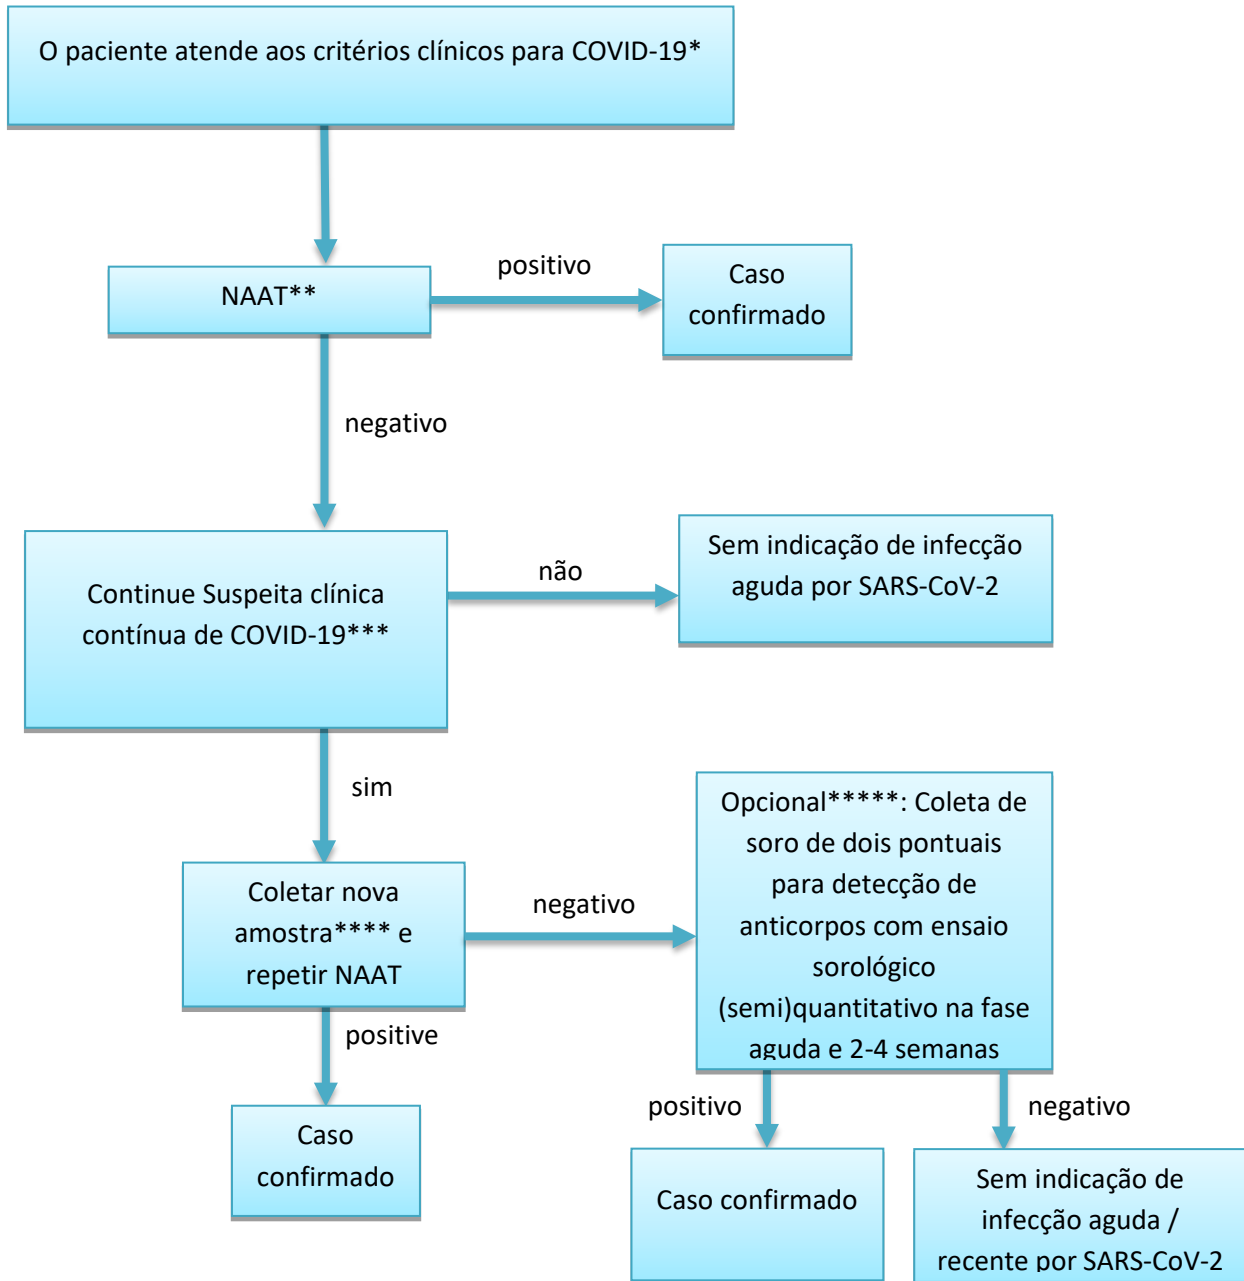 O paciente atende aos critérios clínicos para COVID-19*
NAAT**
positivo
Caso
confirmado
negativo
Continue Suspeita clínica
contínua de COVID-19***
não
Sem indicação de infecção
aguda por SARS-CoV-2
sim
Coletar nova
amostra**** e
repetir NAAT
negativo
Opcional*****: Coleta de
soro de dois pontuais
para detecção de
anticorpos com ensaio
sorológico
(semi)quantitativo na fase
aguda e 2-4 semanas
positive
Caso
confirmado
positivo
Caso confirmado
negativo
Sem indicação de
infecção aguda /
recente por SARS-CoV-2